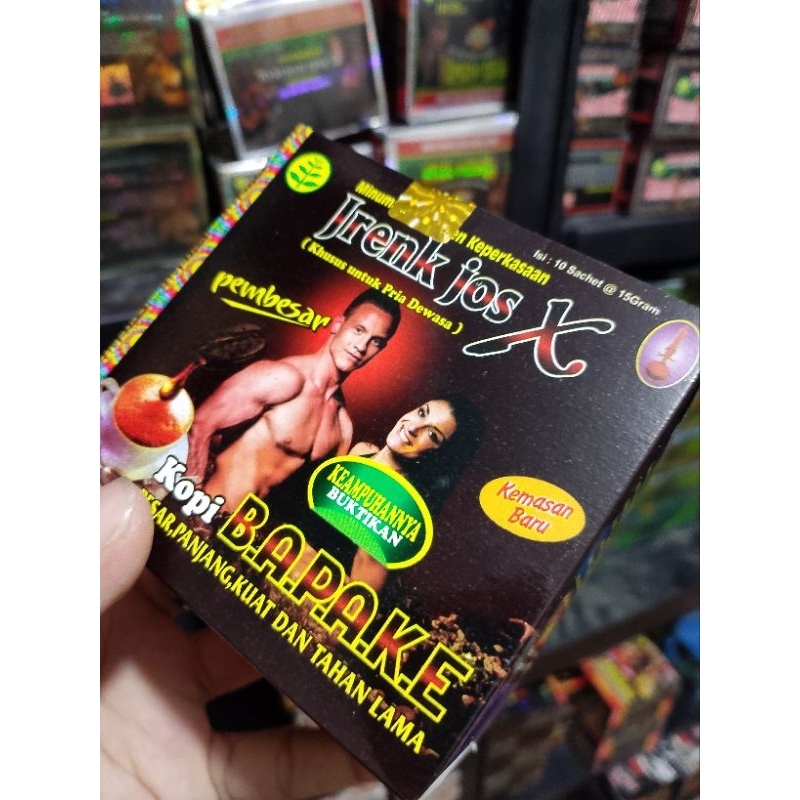 Jrenk jos X
Keperkasaan
Isi : 10 Sachet @ 15Gram
( Khusus untuk Pria Dewasa )
pembesar
KEAMPUHANNYA
BUKTIKAN
Kemasan
Baru
Kopi
B.A.P.A.K.E
PANJANG,KUAT DAN TAHAN LAMA